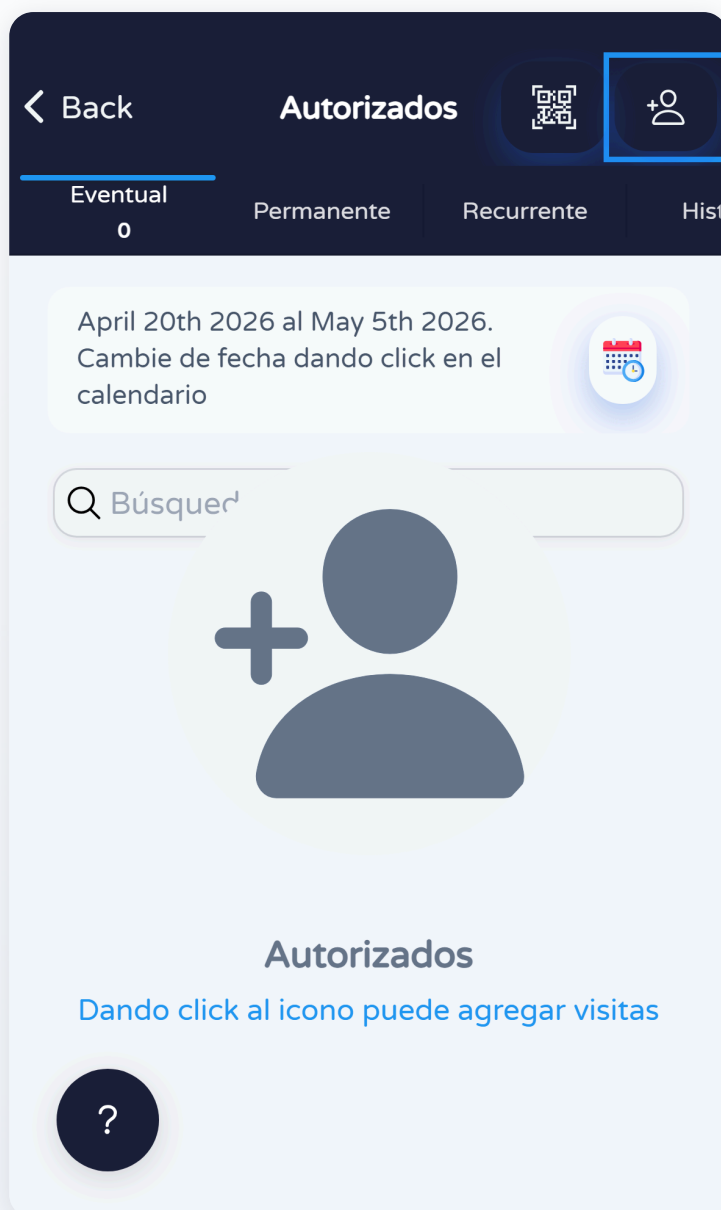 Back
Autorizados
Eventual
0
Permanente
Recurrente
April 20th 2026 al May 5th 2026.
Cambie de fecha dando click en el
calendario
Autorizados
Dando click al icono puede agregar visitas
?